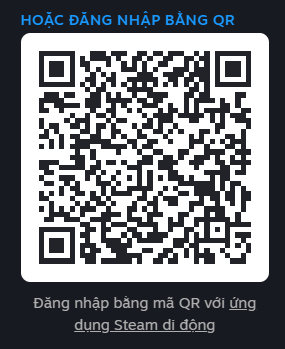 HOẶC ĐĂNG NHẬP BẰNG QR
Đăng nhập bằng mã QR với ứng
dụng Steam di động